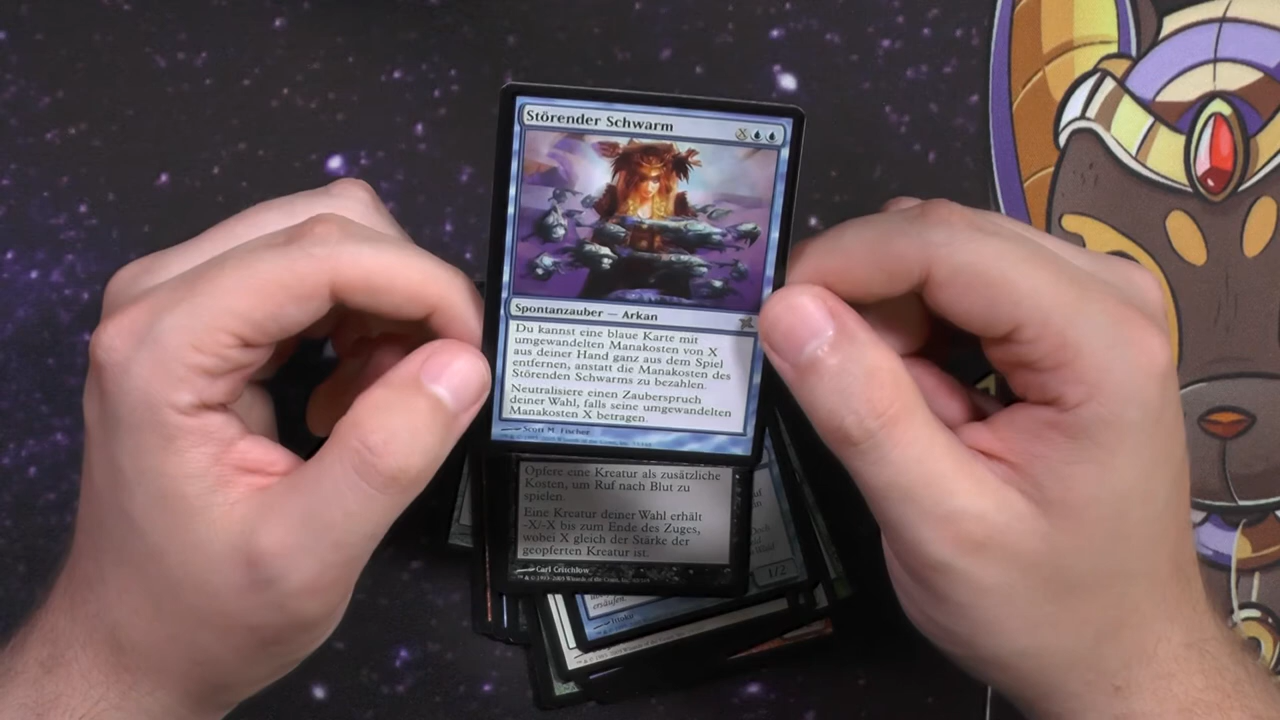 Störender Schwarm
X
Spontanzauber — Arkan
Du kannst eine blaue Karte mit
umgewandelten Manakosten von X
aus deiner Hand ganz aus dem Spiel
entfernen, anstatt die Manakosten des
Störenden Schwarms zu bezahlen.
Neutralisiere einen Zauberspruch
deiner Wahl, falls seine umgewandelten
Manakosten X betragen.
Scott M. Fischer
Opfere eine Kreatur als zusätzliche
Kosten, um Ruf nach Blut zu
spielen.
Eine Kreatur deiner Wahl erhält
-X/-X bis zum Ende des Zuges,
wobei X gleich der Stärke der
geopferten Kreatur ist.
Carl Critchlow
1/2
ersäufen.